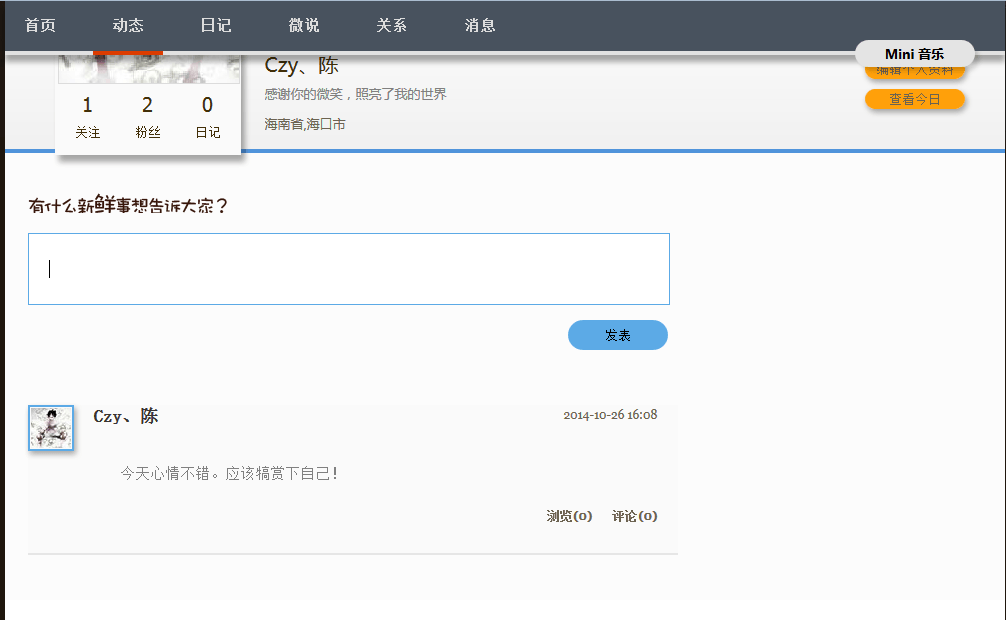 首页 动态 日记 微说 关系 消息
Mini 音乐
Czy、陈
编辑个人资料
感谢你的微笑，照亮了我的世界
查看今日
1 2 0
关注 粉丝 日记
海南省,海口市
有什么新鲜事想告诉大家？
发表
Czy、陈
2014-10-26 16:08
今天心情不错。应该犒赏下自己！
浏览(0) 评论(0)